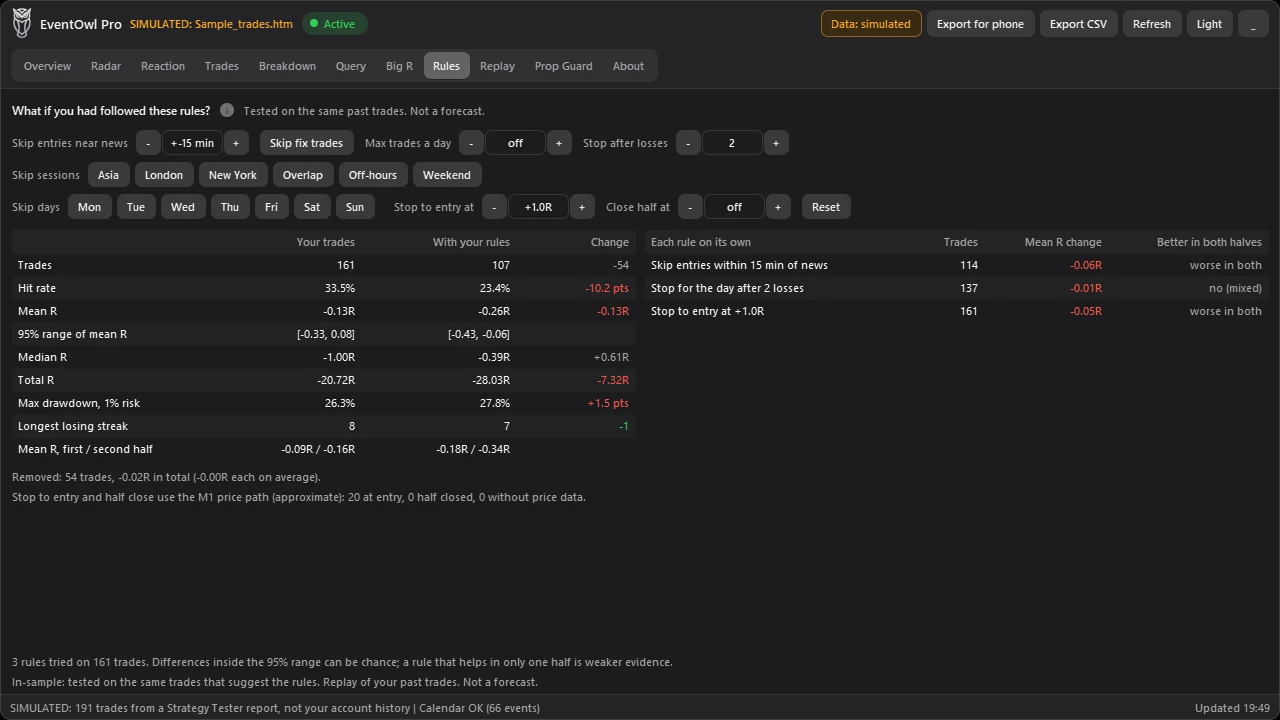 EventOwl Pro SIMULATED: Sample_trades.htm Active Data: simulated Export for phone Export CSV Refresh Light _
Overview Radar Reaction Trades Breakdown Query Big R Rules Replay Prop Guard About
What if you had followed these rules? i Tested on the same past trades. Not a forecast.
Skip entries near news - +-15 min + Skip fix trades Max trades a day - off + Stop after losses - 2 +
Skip sessions Asia London New York Overlap Off-hours Weekend
Skip days Mon Tue Wed Thu Fri Sat Sun Stop to entry at - +1.0R + Close half at - off + Reset
Your trades With your rules Change
Trades 161 107 -54
Hit rate 33.5% 23.4% -10.2 pts
Mean R -0.13R -0.26R -0.13R
95% range of mean R [-0.33, 0.08] [-0.43, -0.06]
Median R -1.00R -0.39R +0.61R
Total R -20.72R -28.03R -7.32R
Max drawdown, 1% risk 26.3% 27.8% +1.5 pts
Longest losing streak 8 7 -1
Mean R, first / second half -0.09R / -0.16R -0.18R / -0.34R
Each rule on its own Trades Mean R change Better in both halves
Skip entries within 15 min of news 114 -0.06R worse in both
Stop for the day after 2 losses 137 -0.01R no (mixed)
Stop to entry at +1.0R 161 -0.05R worse in both
Removed: 54 trades, -0.02R in total (-0.00R each on average).
Stop to entry and half close use the M1 price path (approximate): 20 at entry, 0 half closed, 0 without price data.
3 rules tried on 161 trades. Differences inside the 95% range can be chance; a rule that helps in only one half is weaker evidence.
In-sample: tested on the same trades that suggest the rules. Replay of your past trades. Not a forecast.
SIMULATED: 191 trades from a Strategy Tester report, not your account history | Calendar OK (66 events) Updated 19:49